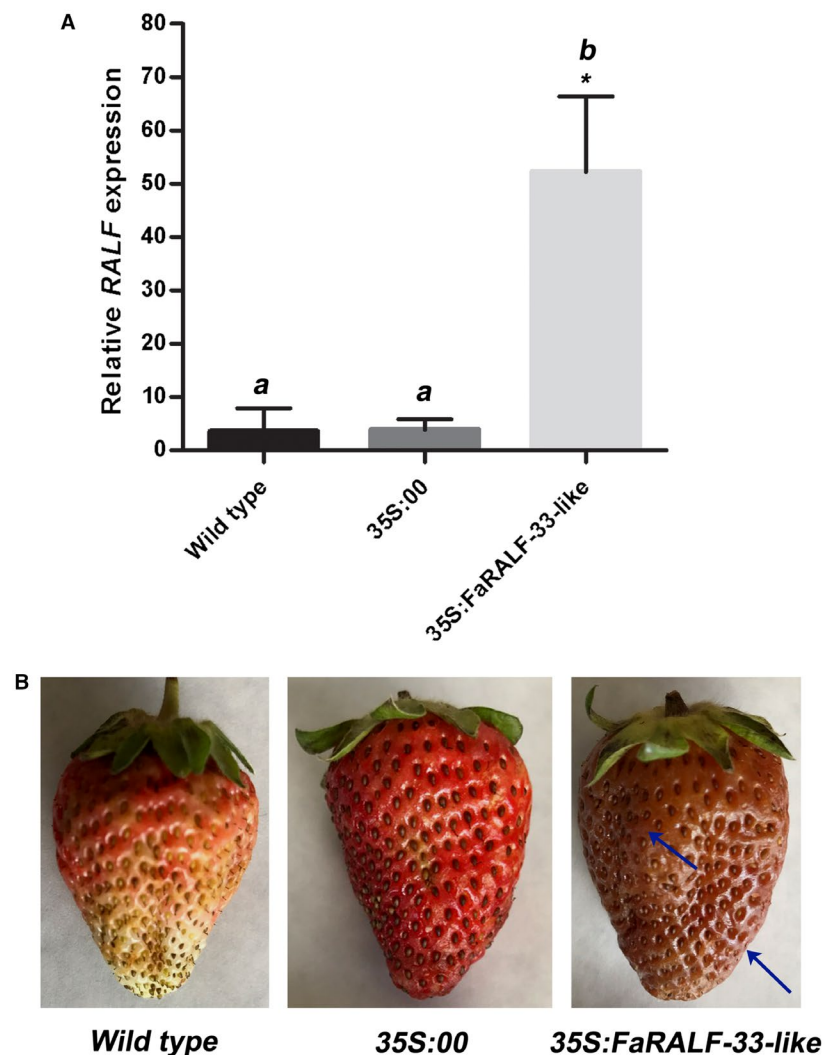 A
Relative RALF expression
80
70
60
50
40
30
20
10
0
a
a
b
*
Wild type
35S:00
35S:FaRALF-33-like
B
Wild type
35S:00
35S:FaRALF-33-like